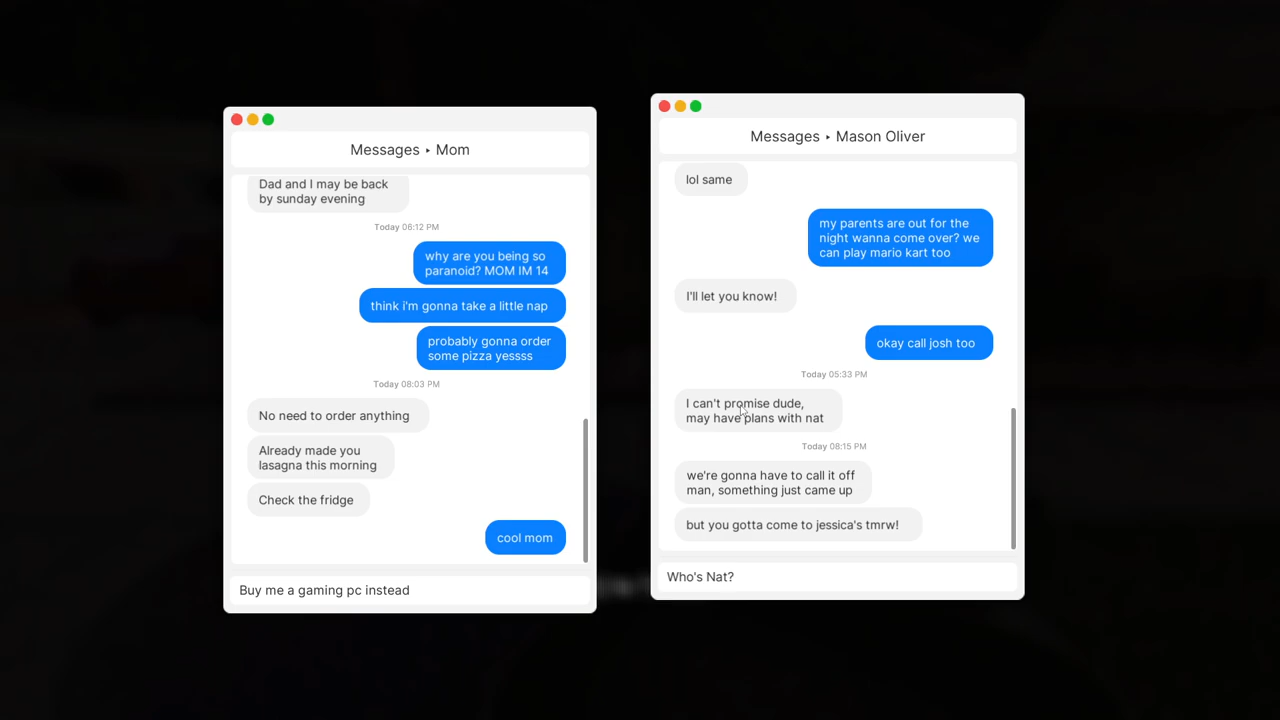 Messages ‣ Mom
Dad and I may be back
by sunday evening
Today 06:12 PM
why are you being so
paranoid? MOM IM 14
think i'm gonna take a little nap
probably gonna order
some pizza yessss
Today 08:03 PM
No need to order anything
Already made you
lasagna this morning
Check the fridge
cool mom
Buy me a gaming pc instead
Messages ‣ Mason Oliver
lol same
my parents are out for the
night wanna come over? we
can play mario kart too
I'll let you know!
okay call josh too
Today 05:33 PM
I can't promise dude,
may have plans with nat
Today 08:15 PM
we're gonna have to call it off
man, something just came up
but you gotta come to jessica's tmrw!
Who's Nat?